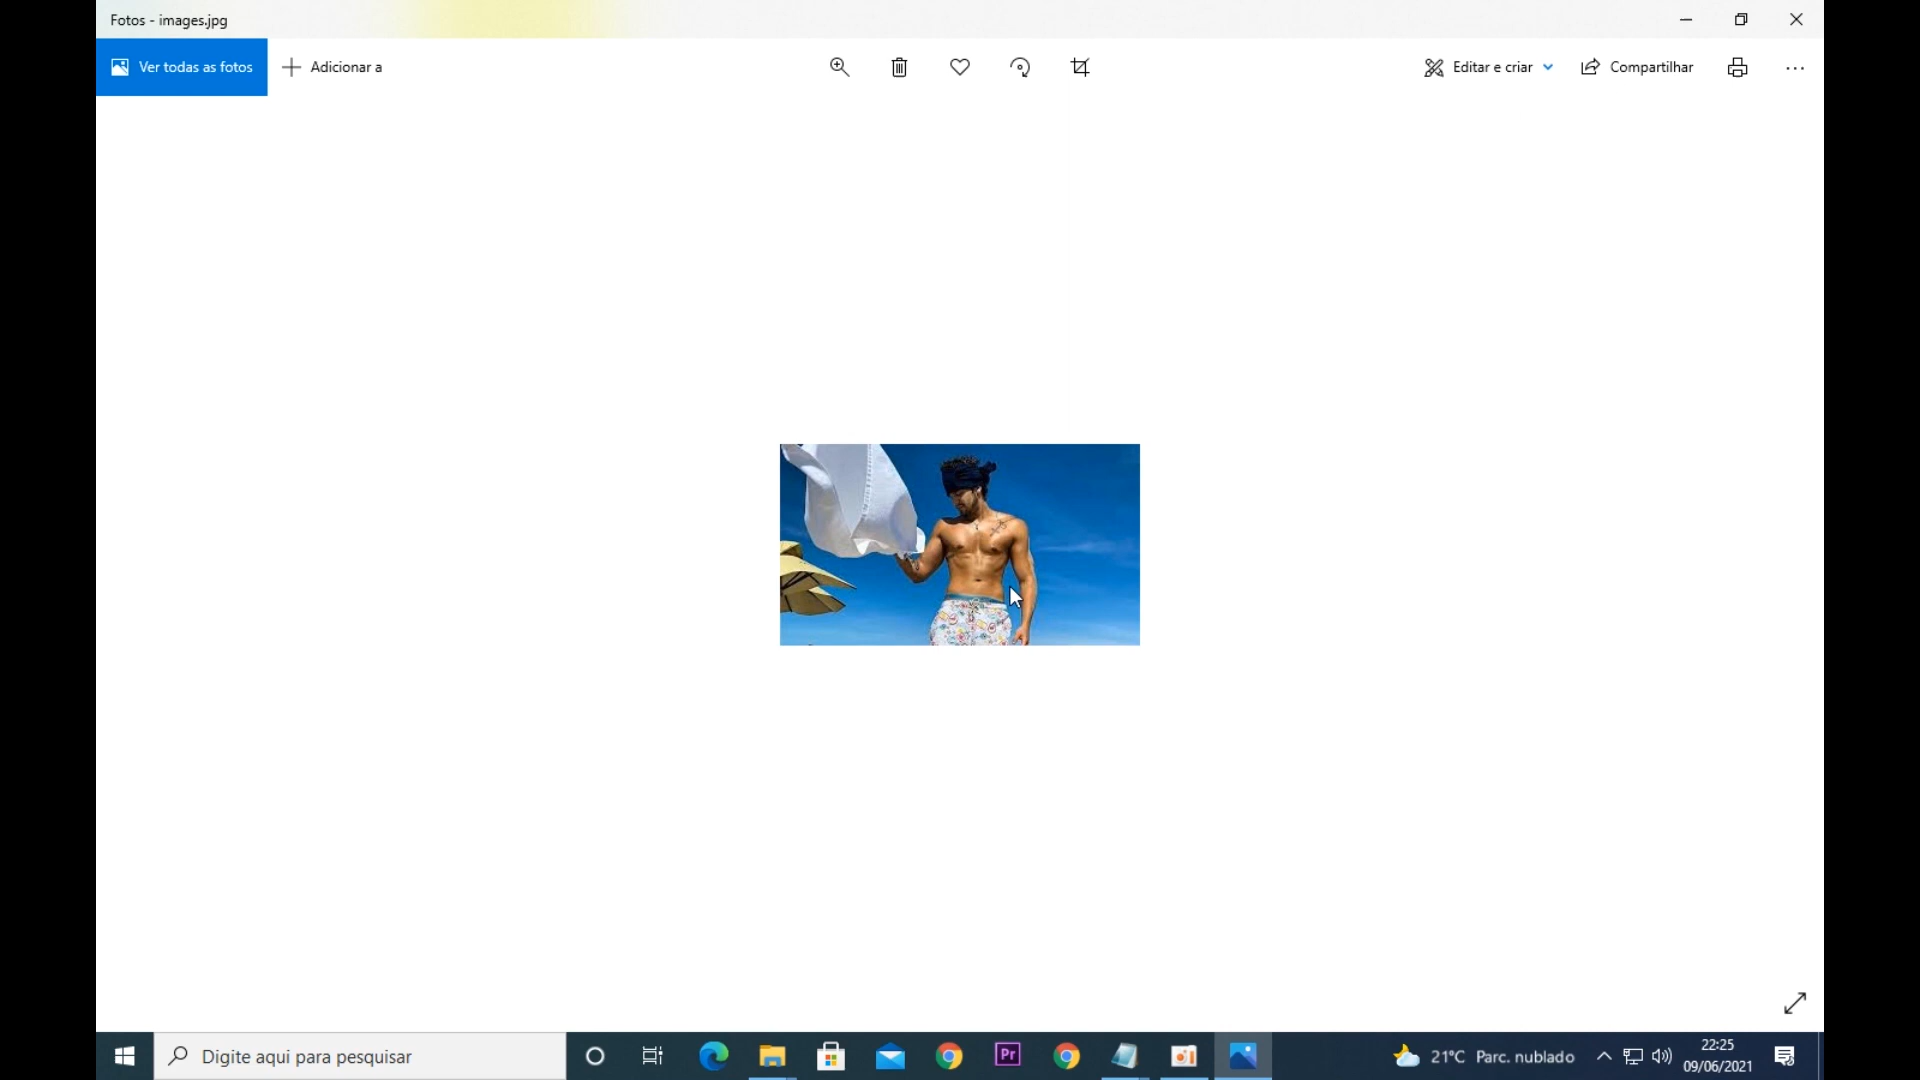 Fotos - images.jpg
Ver todas as fotos
Adicionar a
Editar e criar
Compartilhar
Digite aqui para pesquisar
Pr
21°C Parc. nublado
22:25
09/06/2021